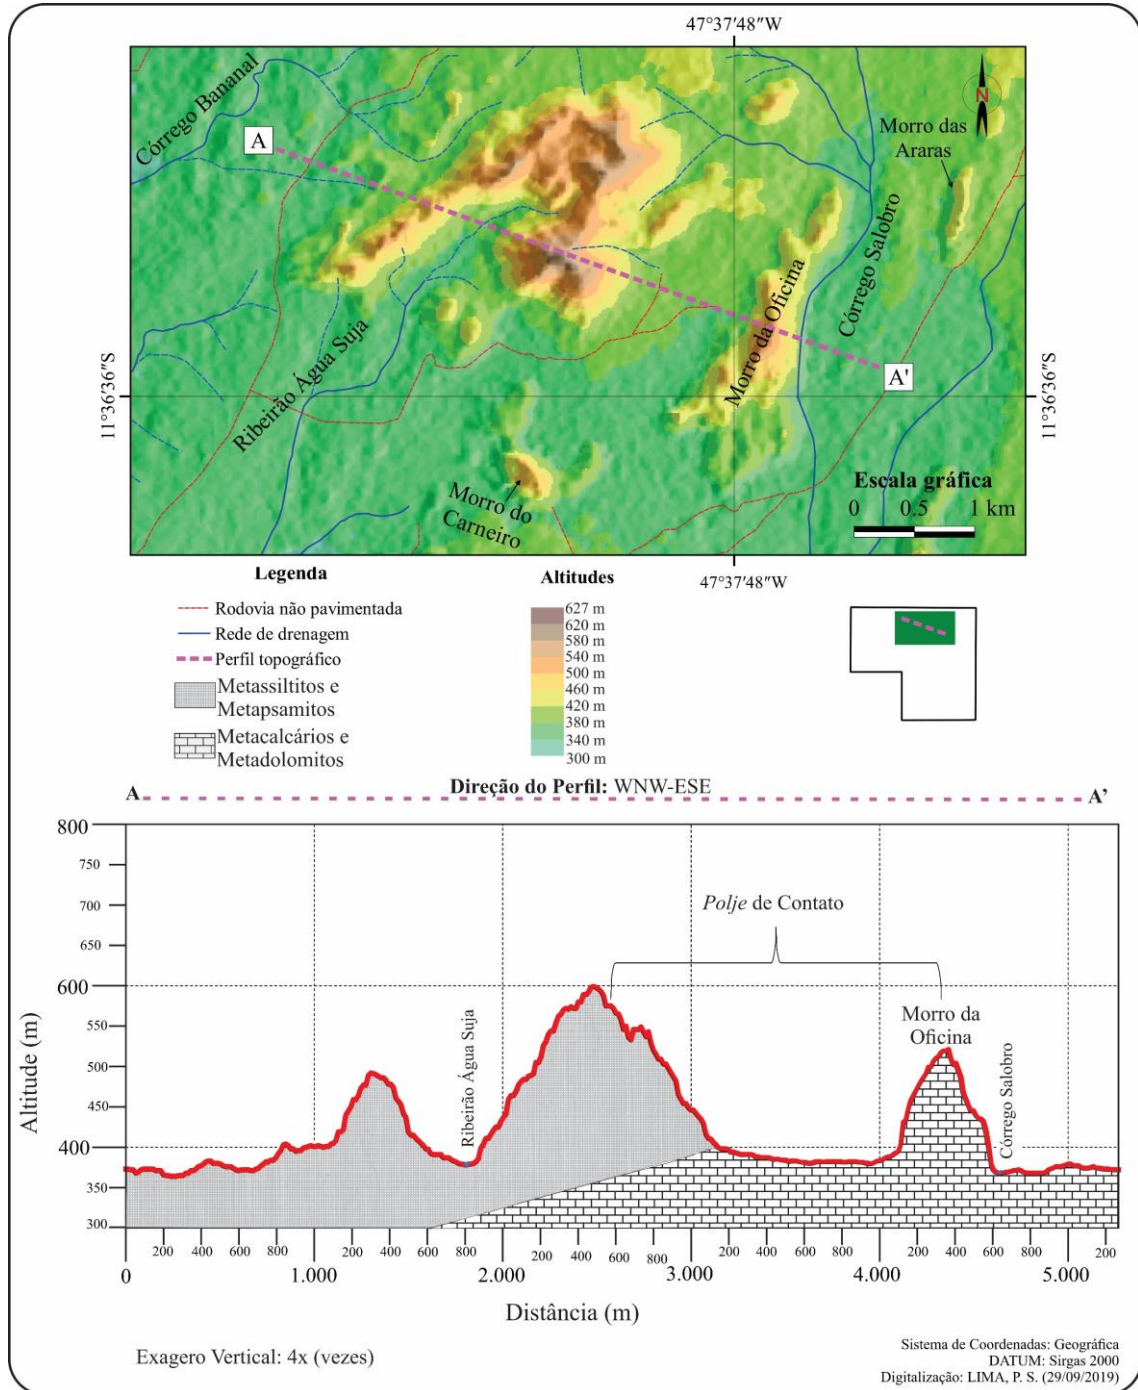 47°37'48"W
Córrego Bananal
A
N
Morro das
Araras
Córrego Salobro
Morro da Oficina
Ribeirão Água Suja
A'
11°36'36"S
11°36'36"S
Morro do
Carneiro
Escala gráfica
0 0.5 1 km
47°37'48"W
Legenda
Rodovia não pavimentada
Rede de drenagem
Perfil topográfico
Metassiltitos e
Metapsamitos
Metacalcários e
Metadolomitos
Altitudes
627 m
620 m
580 m
540 m
500 m
460 m
420 m
380 m
340 m
300 m
Direção do Perfil: WNW-ESE
A A'
800
750
700
650
600
550
500
450
400
350
300
Altitude (m)
Polje de Contato
Ribeirão Água Suja
Morro da
Oficina
Córrego Salobro
200 400 600 800 200 400 600 800 200 400 600 800 200 400 600 800 200 400 600 800 200
0 1.000 2.000 3.000 4.000 5.000
Distância (m)
Exagero Vertical: 4x (vezes)
Sistema de Coordenadas: Geográfica
DATUM: Sirgas 2000
Digitalização: LIMA, P. S. (29/09/2019)